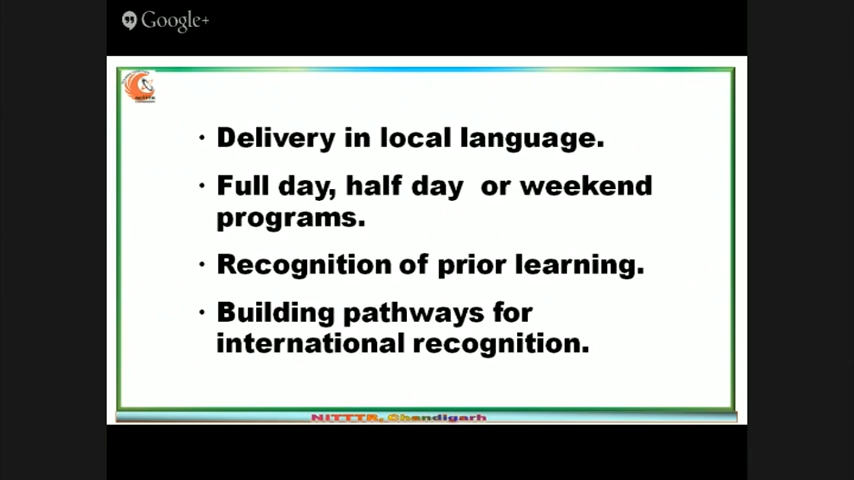 Google+
· Delivery in local language.
· Full day, half day or weekend
programs.
· Recognition of prior learning.
· Building pathways for
international recognition.
NITTTR, Chandigarh